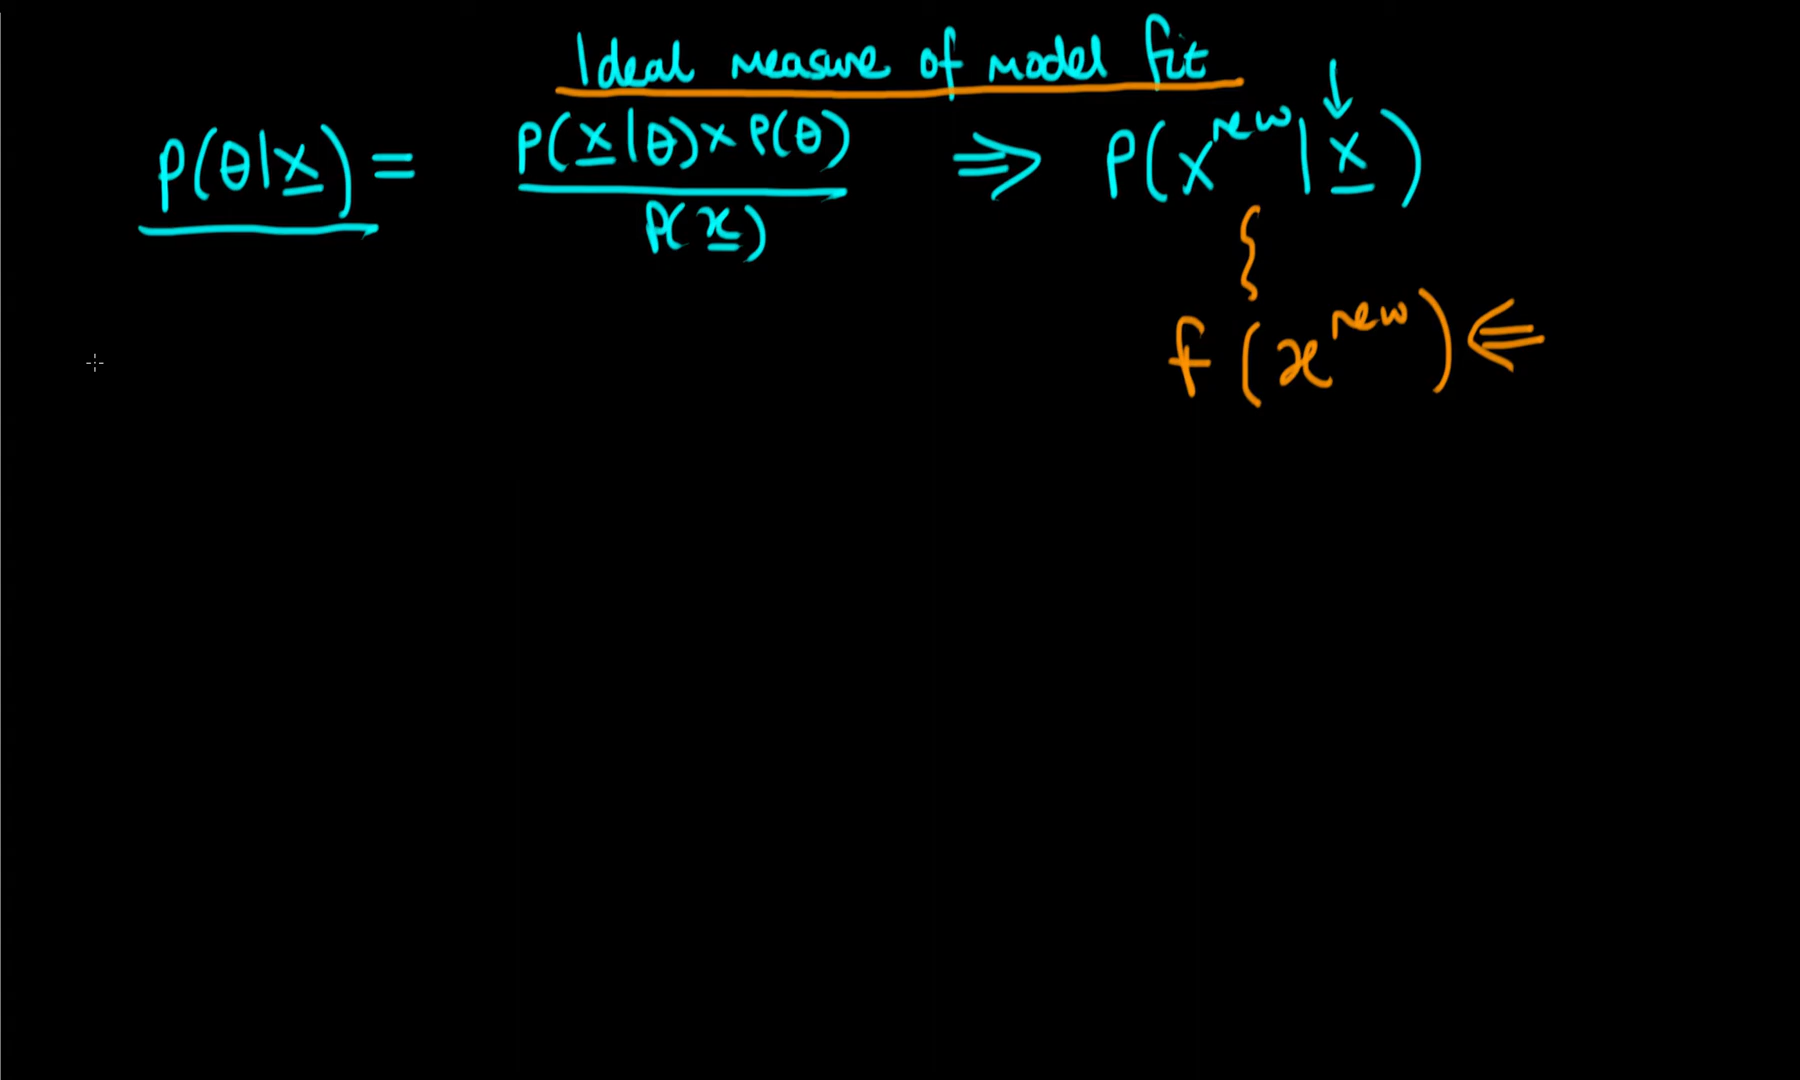 Ideal measure of model fit
P(θ|x) = P(x|θ) x P(θ) / P(x) ⇒ P(x^new | x)
f(x^new) ⇐